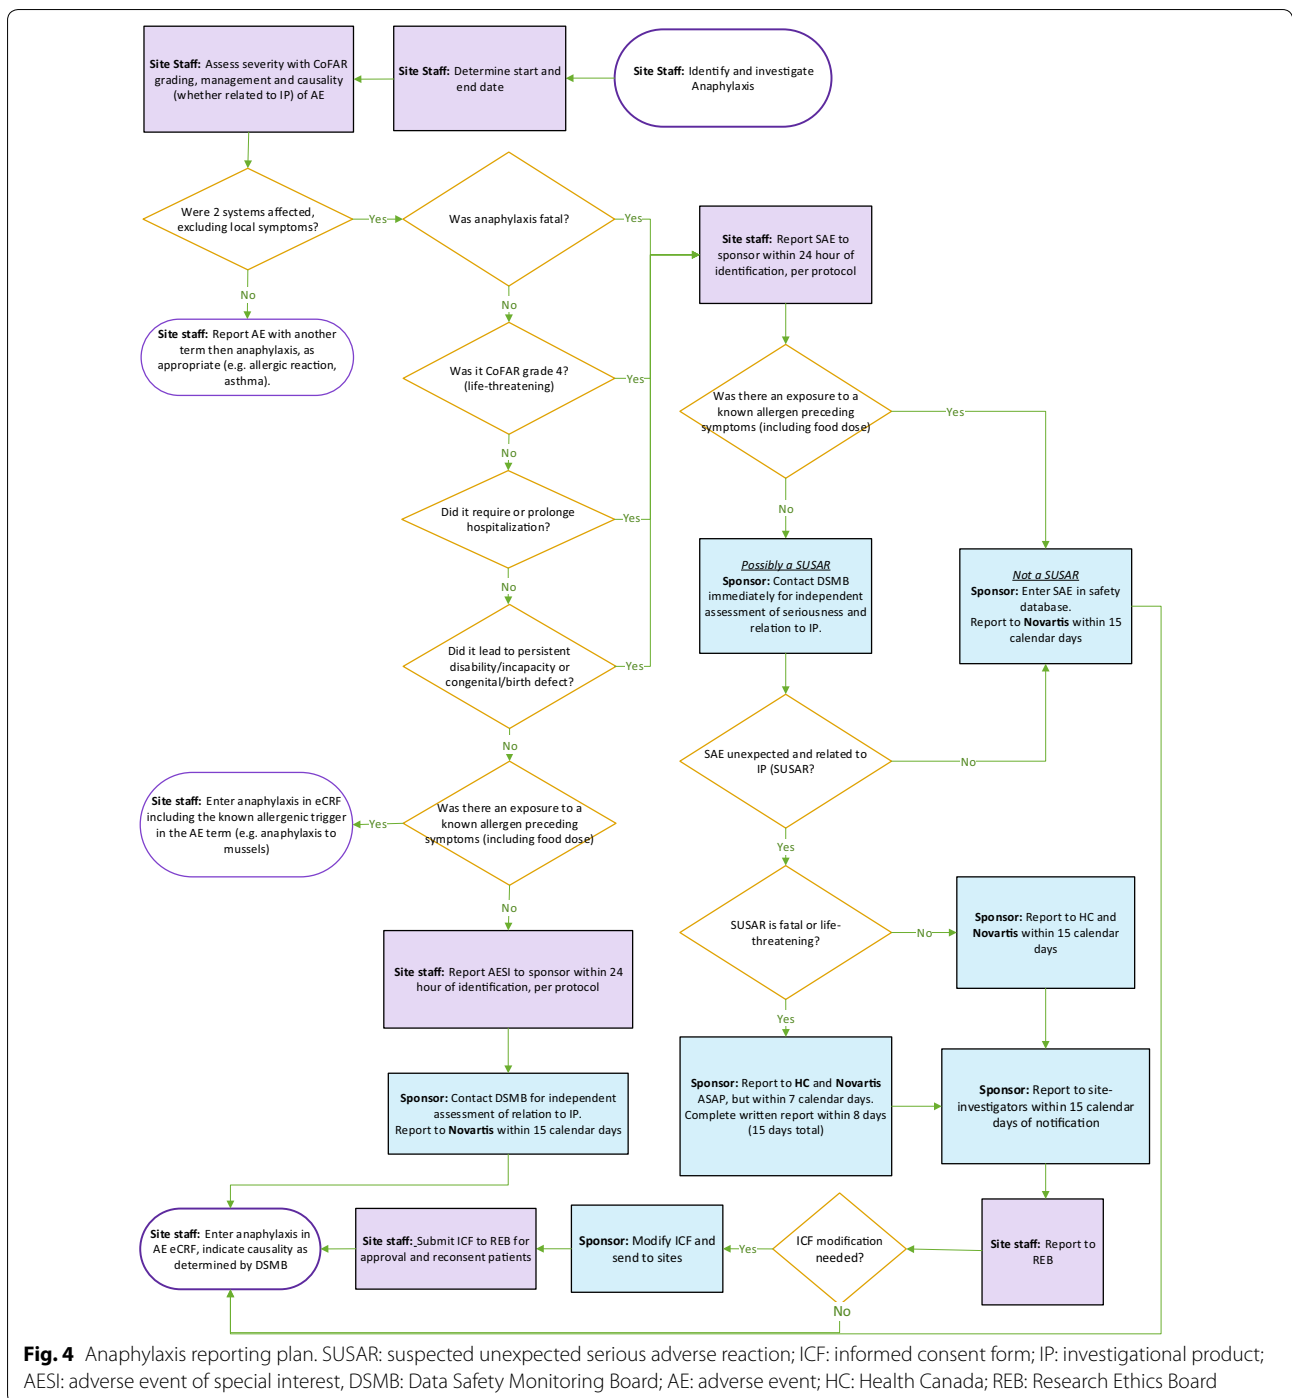 Site Staff: Assess severity with CoFAR
grading, management and causality
(whether related to IP) of AE
Site Staff: Determine start and
end date
Site Staff: Identify and investigate
Anaphylaxis
Were 2 systems affected,
excluding local symptoms?
Yes
Was anaphylaxis fatal?
Yes
Site staff: Report SAE to
sponsor within 24 hour of
identification, per protocol
No
Site staff: Report AE with another
term then anaphylaxis, as
appropriate (e.g. allergic reaction,
asthma).
No
Was it CoFAR grade 4?
(life-threatening)
Yes
Was there an exposure to a
known allergen preceding
symptoms (including food dose)
Yes
No
Did it require or prolonge
hospitalization?
Yes
No
Possibly a SUSAR
Sponsor: Contact DSMB
immediately for independent
assessment of seriousness and
relation to IP.
Not a SUSAR
Sponsor: Enter SAE in safety
database.
Report to Novartis within 15
calendar days
No
Did it lead to persistent
disability/incapacity or
congenital/birth defect?
Yes
SAE unexpected and related to
IP (SUSAR?
No
No
Site staff: Enter anaphylaxis in eCRF
including the known allergenic trigger
in the AE term (e.g. anaphylaxis to
mussels)
Yes
Was there an exposure to a
known allergen preceding
symptoms (including food dose)
Yes
No
SUSAR is fatal or life-
threatening?
No
Sponsor: Report to HC and
Novartis within 15 calendar
days
Site staff: Report AESI to sponsor within 24
hour of identification, per protocol
Yes
Sponsor: Contact DSMB for independent
assessment of relation to IP.
Report to Novartis within 15 calendar days
Sponsor: Report to HC and Novartis
ASAP, but within 7 calendar days.
Complete written report within 8 days
(15 days total)
Sponsor: Report to site-
investigators within 15 calendar
days of notification
Site staff: Enter anaphylaxis in
AE eCRF, indicate causality as
determined by DSMB
Site staff: Submit ICF to REB for
approval and reconsent patients
Sponsor: Modify ICF and
send to sites
Yes
ICF modification
needed?
Site staff: Report to
REB
No
Fig. 4 Anaphylaxis reporting plan. SUSAR: suspected unexpected serious adverse reaction; ICF: informed consent form; IP: investigational product;
AESI: adverse event of special interest, DSMB: Data Safety Monitoring Board; AE: adverse event; HC: Health Canada; REB: Research Ethics Board